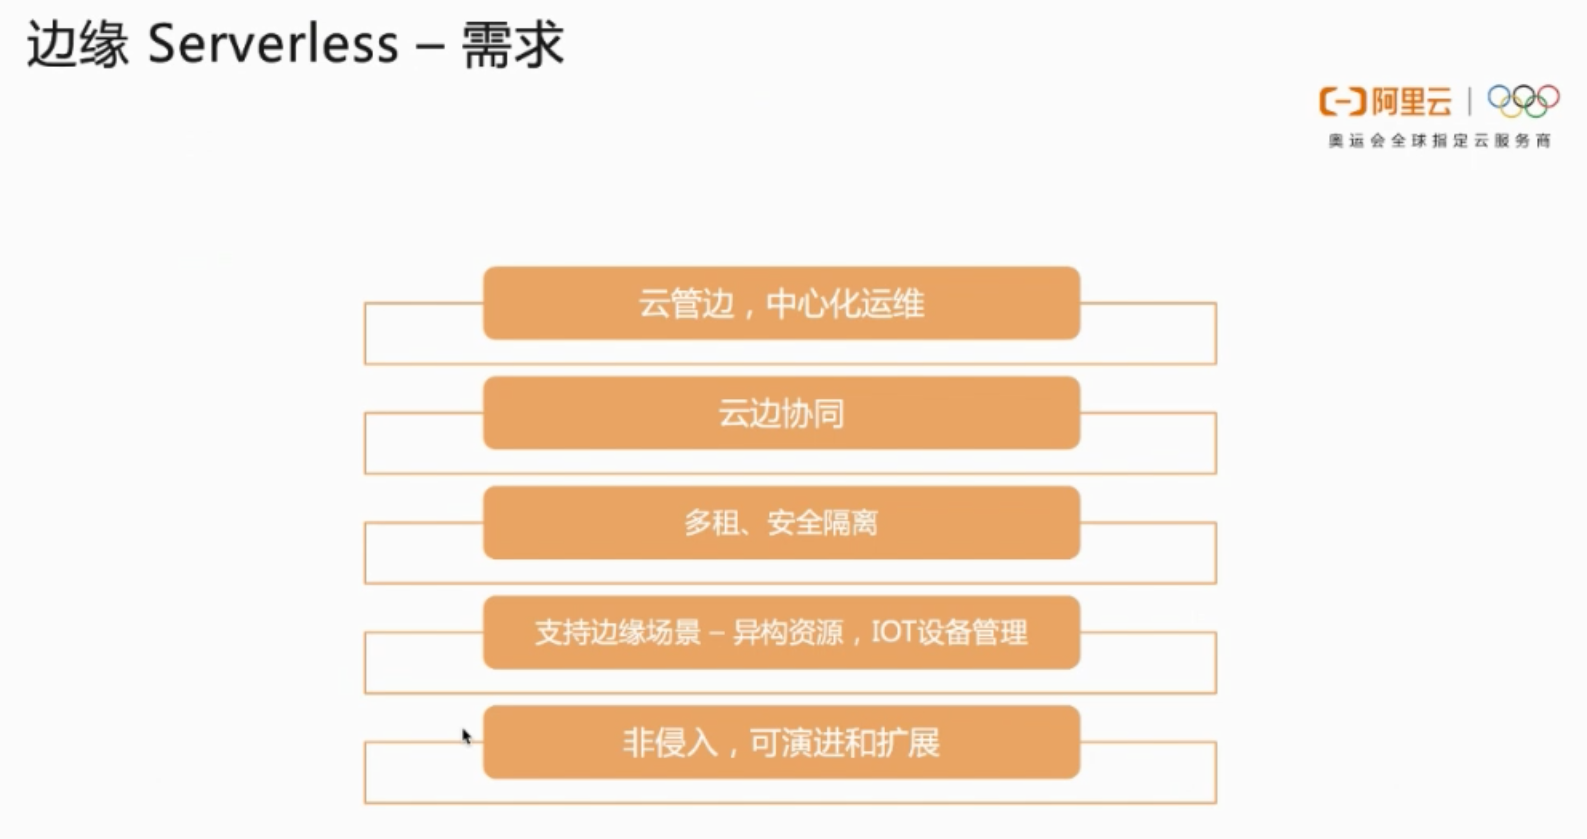 边缘 Serverless – 需求
阿里云
奥运会全球指定云服务商
云管边，中心化运维
云边协同
多租、安全隔离
支持边缘场景 – 异构资源，IOT设备管理
非侵入，可演进和扩展